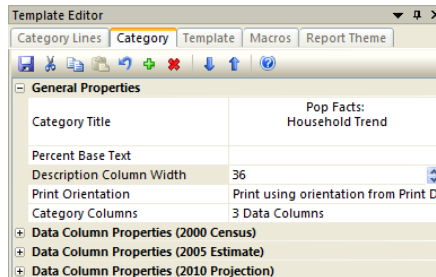 Template Editor
Category Lines Category Template Macros Report Theme
General Properties
Category Title Pop Facts:
Household Trend
Percent Base Text
Description Column Width 36
Print Orientation Print using orientation from Print D
Category Columns 3 Data Columns
Data Column Properties (2000 Census)
Data Column Properties (2005 Estimate)
Data Column Properties (2010 Projection)